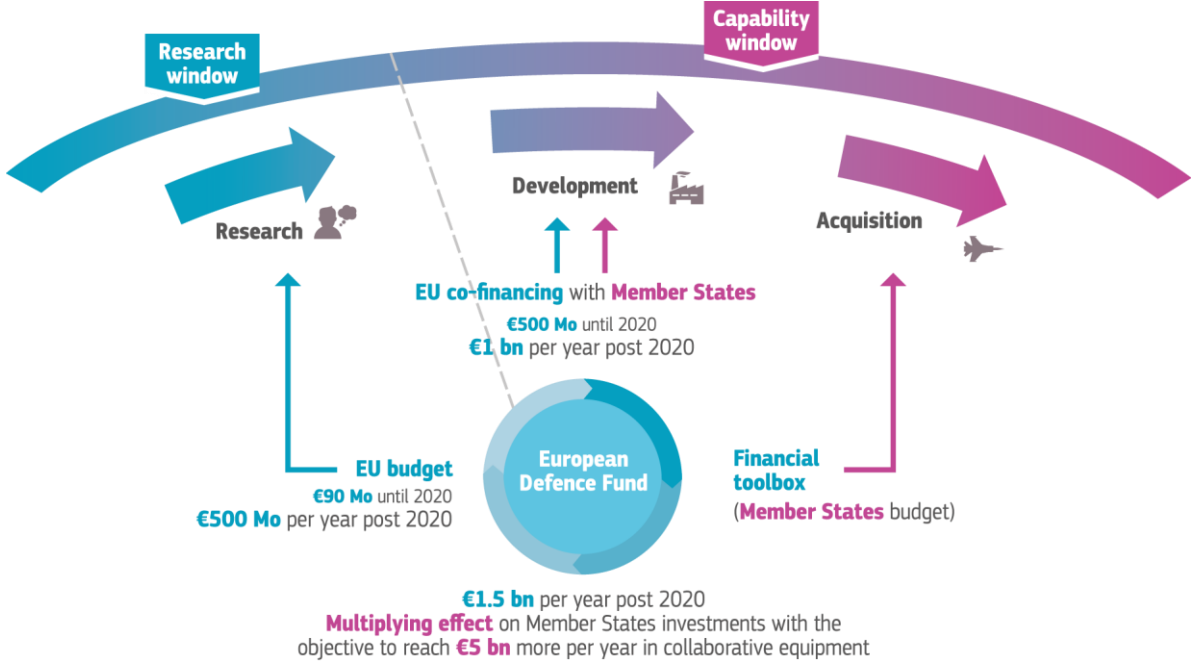 Research
window
Capability
window
Research
Development
Acquisition
EU co-financing with Member States
€500 Mo until 2020
€1 bn per year post 2020
EU budget
€90 Mo until 2020
€500 Mo per year post 2020
European
Defence Fund
Financial
toolbox
(Member States budget)
€1.5 bn per year post 2020
Multiplying effect on Member States investments with the
objective to reach €5 bn more per year in collaborative equipment